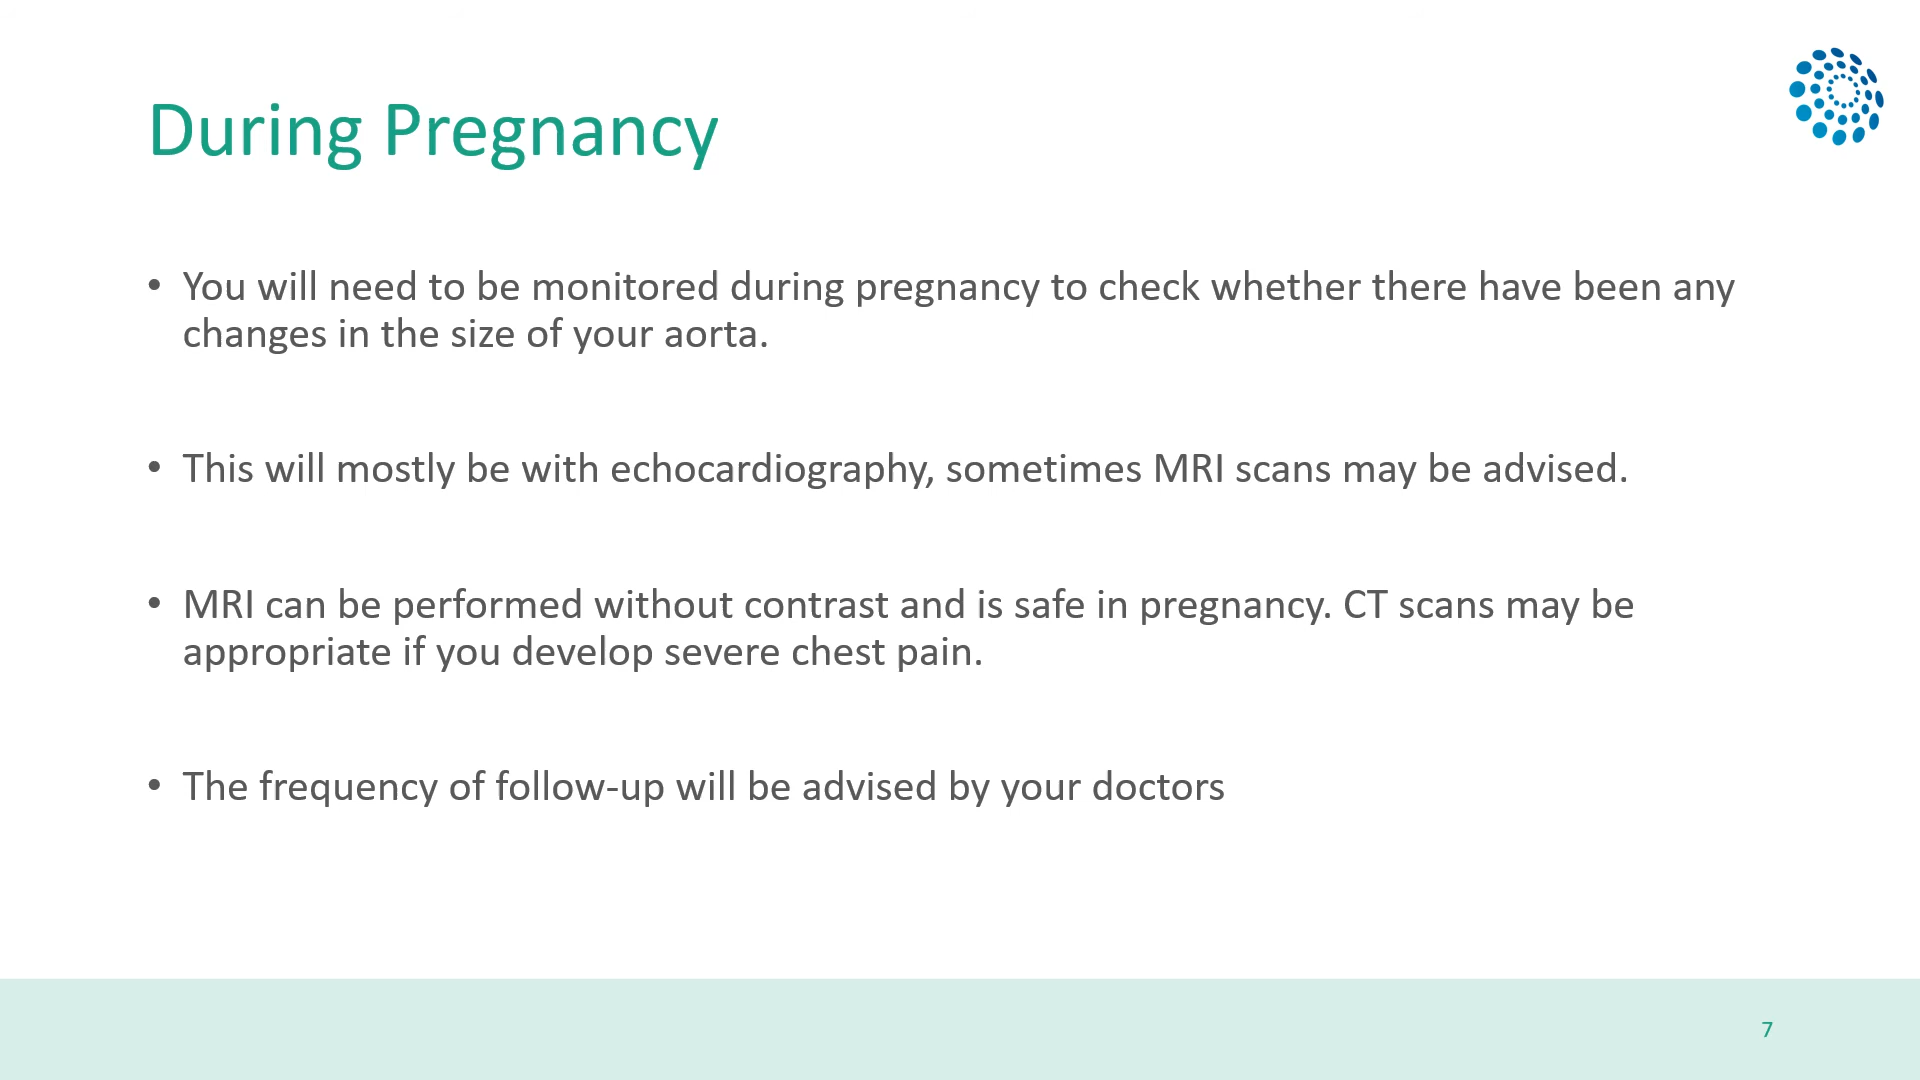 During Pregnancy
• You will need to be monitored during pregnancy to check whether there have been any
changes in the size of your aorta.
• This will mostly be with echocardiography, sometimes MRI scans may be advised.
• MRI can be performed without contrast and is safe in pregnancy. CT scans may be
appropriate if you develop severe chest pain.
• The frequency of follow-up will be advised by your doctors
7